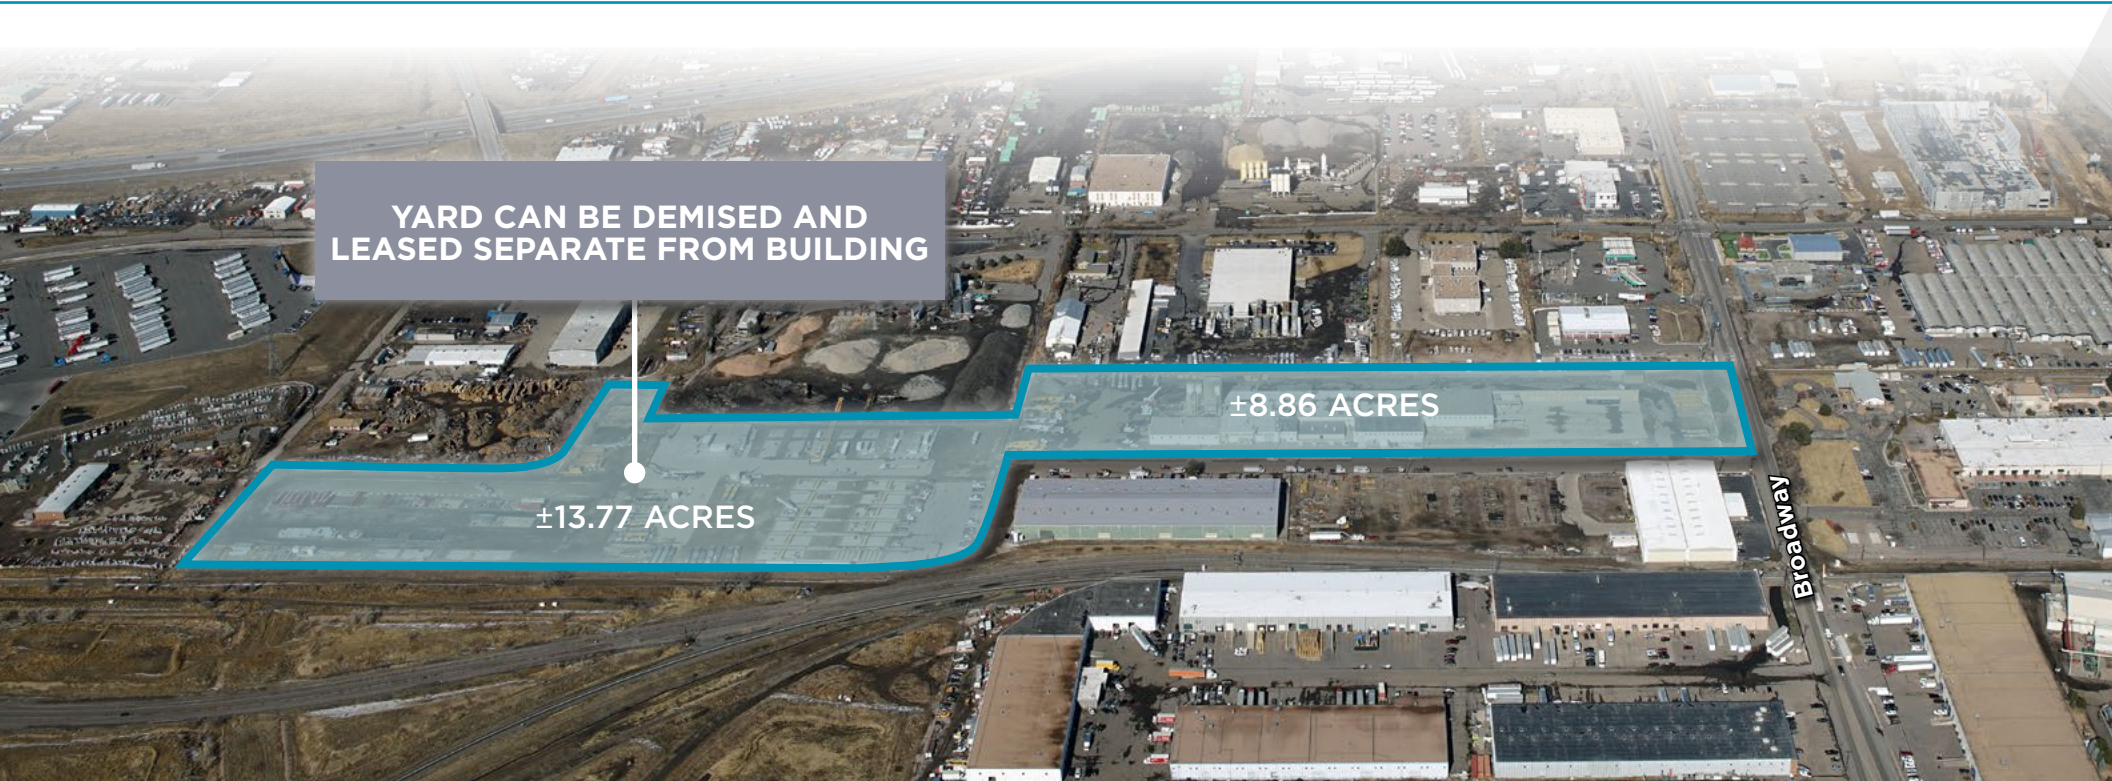 YARD CAN BE DEMISED AND
LEASED SEPARATE FROM BUILDING
±8.86 ACRES
±13.77 ACRES
Broadway